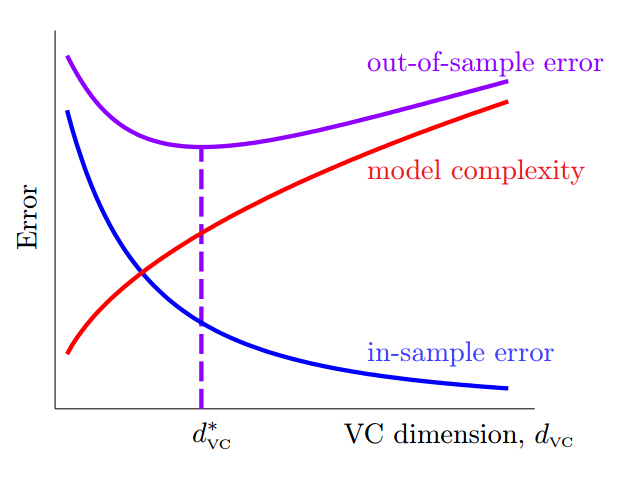 out-of-sample error
model complexity
Error
in-sample error
d*VC
VC dimension, dVC